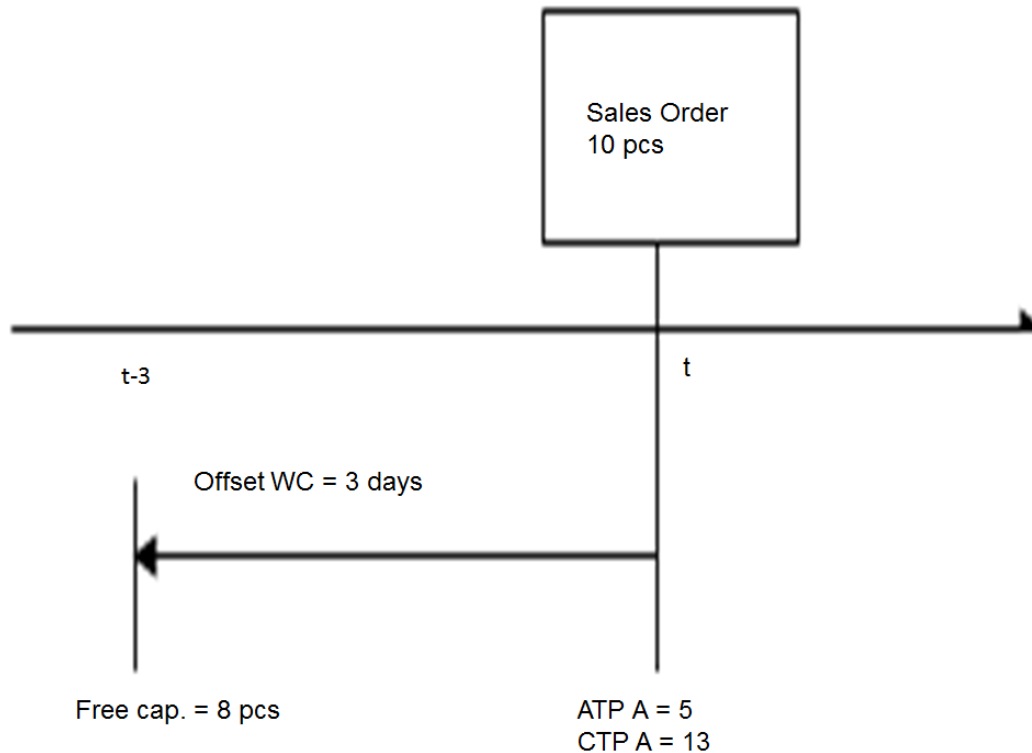 Sales Order
10 pcs
t-3
t
Offset WC = 3 days
Free cap. = 8 pcs
ATP A = 5
CTP A = 13